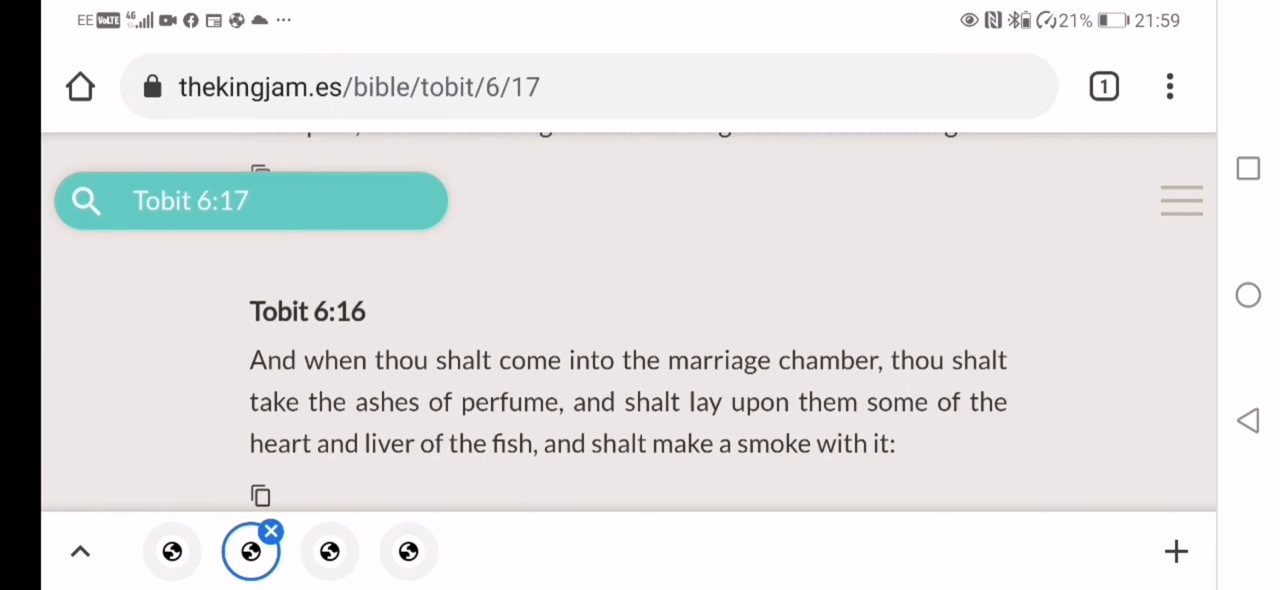 EE VoLTE 4G 21% 21:59
thekingjam.es/bible/tobit/6/17 1
Tobit 6:17
Tobit 6:16
And when thou shalt come into the marriage chamber, thou shalt
take the ashes of perfume, and shalt lay upon them some of the
heart and liver of the fish, and shalt make a smoke with it: